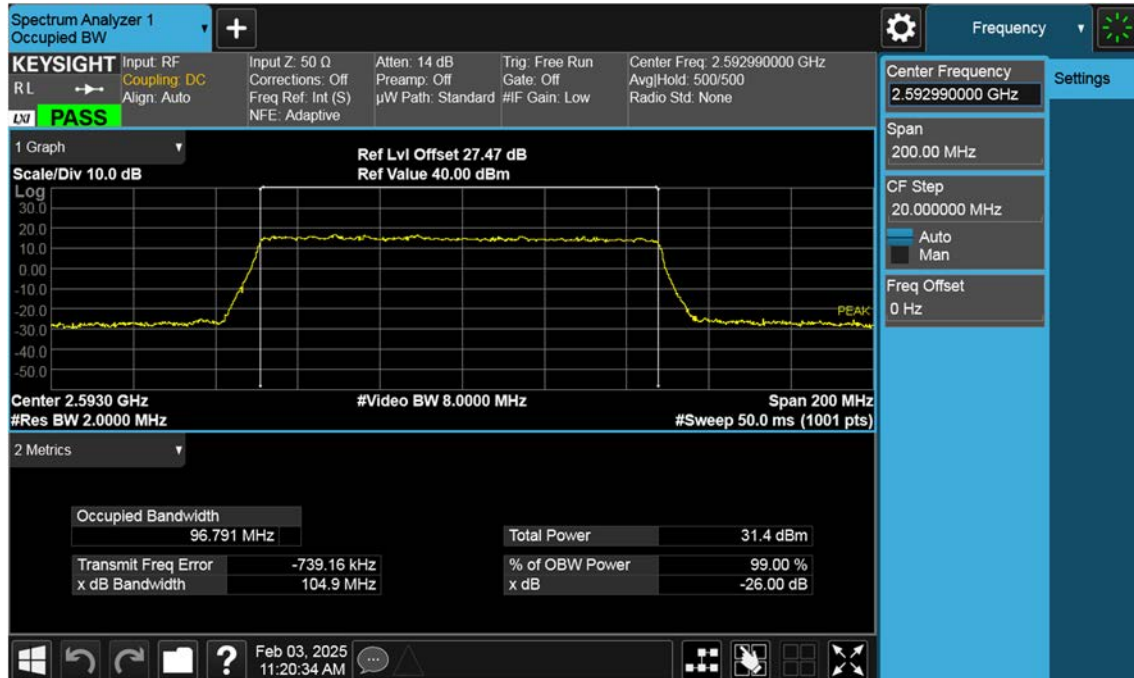 Spectrum Analyzer 1
Occupied BW
+
Frequency
KEYSIGHT
R L
LXI PASS
Input: RF
Coupling: DC
Align: Auto
Input Z: 50 Ω
Corrections: Off
Freq Ref: Int (S)
NFE: Adaptive
Atten: 14 dB
Preamp: Off
µW Path: Standard
Trig: Free Run
Gate: Off
#IF Gain: Low
Center Freq: 2.592990000 GHz
Avg|Hold: 500/500
Radio Std: None
Center Frequency
2.592990000 GHz
Settings
Span
200.00 MHz
CF Step
20.000000 MHz
Auto
Man
Freq Offset
0 Hz
1 Graph
Scale/Div 10.0 dB
Ref Lvl Offset 27.47 dB
Ref Value 40.00 dBm
Log
30.0
20.0
10.0
0.00
-10.0
-20.0
-30.0
-40.0
-50.0
PEAK
Center 2.5930 GHz
#Video BW 8.0000 MHz
Span 200 MHz
#Res BW 2.0000 MHz
#Sweep 50.0 ms (1001 pts)
2 Metrics
Occupied Bandwidth
96.791 MHz
Total Power 31.4 dBm
Transmit Freq Error -739.16 kHz
% of OBW Power 99.00 %
x dB Bandwidth 104.9 MHz
x dB -26.00 dB
?
Feb 03, 2025
11:20:34 AM